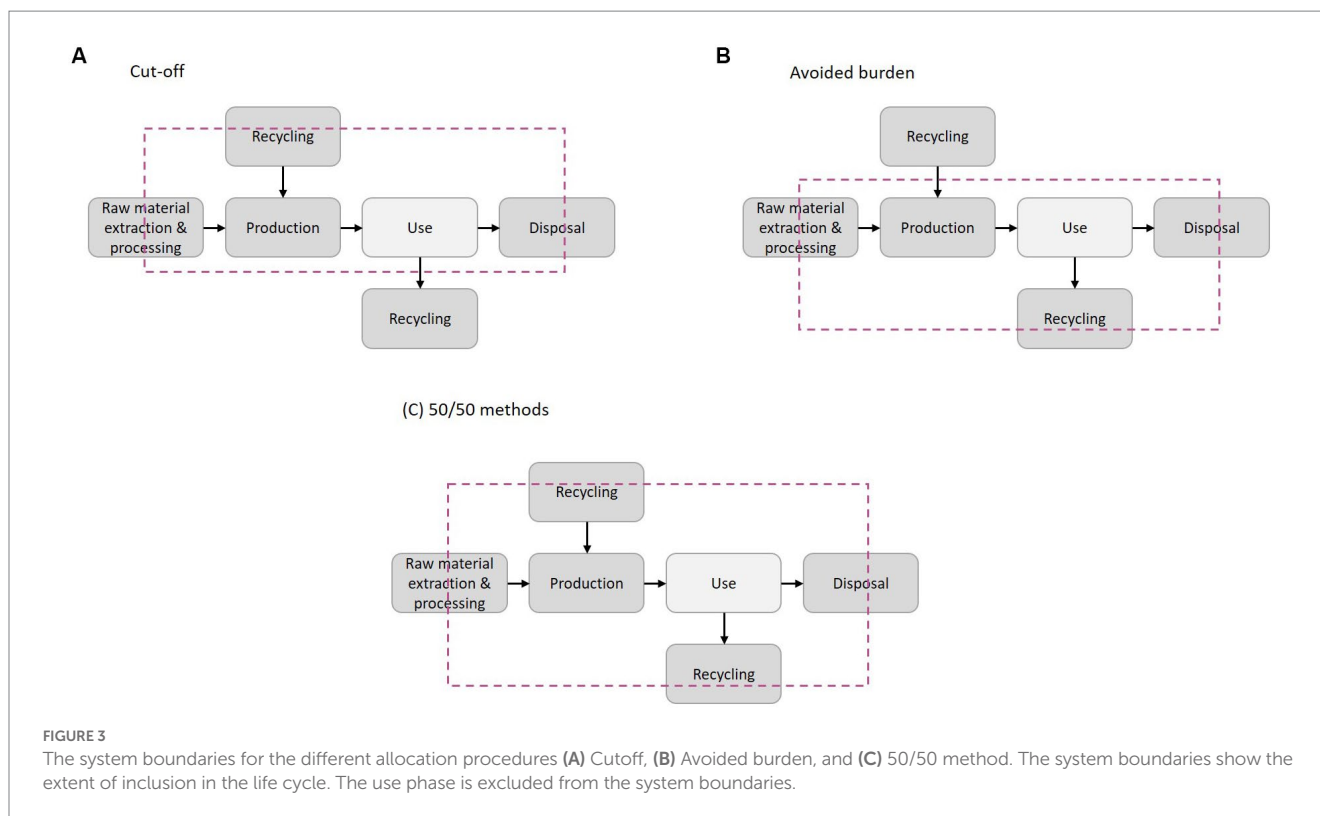 A
Cut-off
Recycling
Raw material
extraction &
processing
Production
Use
Disposal
Recycling
B
Avoided burden
Recycling
Raw material
extraction &
processing
Production
Use
Disposal
Recycling
(C) 50/50 methods
Recycling
Raw material
extraction &
processing
Production
Use
Disposal
Recycling
FIGURE 3
The system boundaries for the different allocation procedures (A) Cutoff, (B) Avoided burden, and (C) 50/50 method. The system boundaries show the
extent of inclusion in the life cycle. The use phase is excluded from the system boundaries.